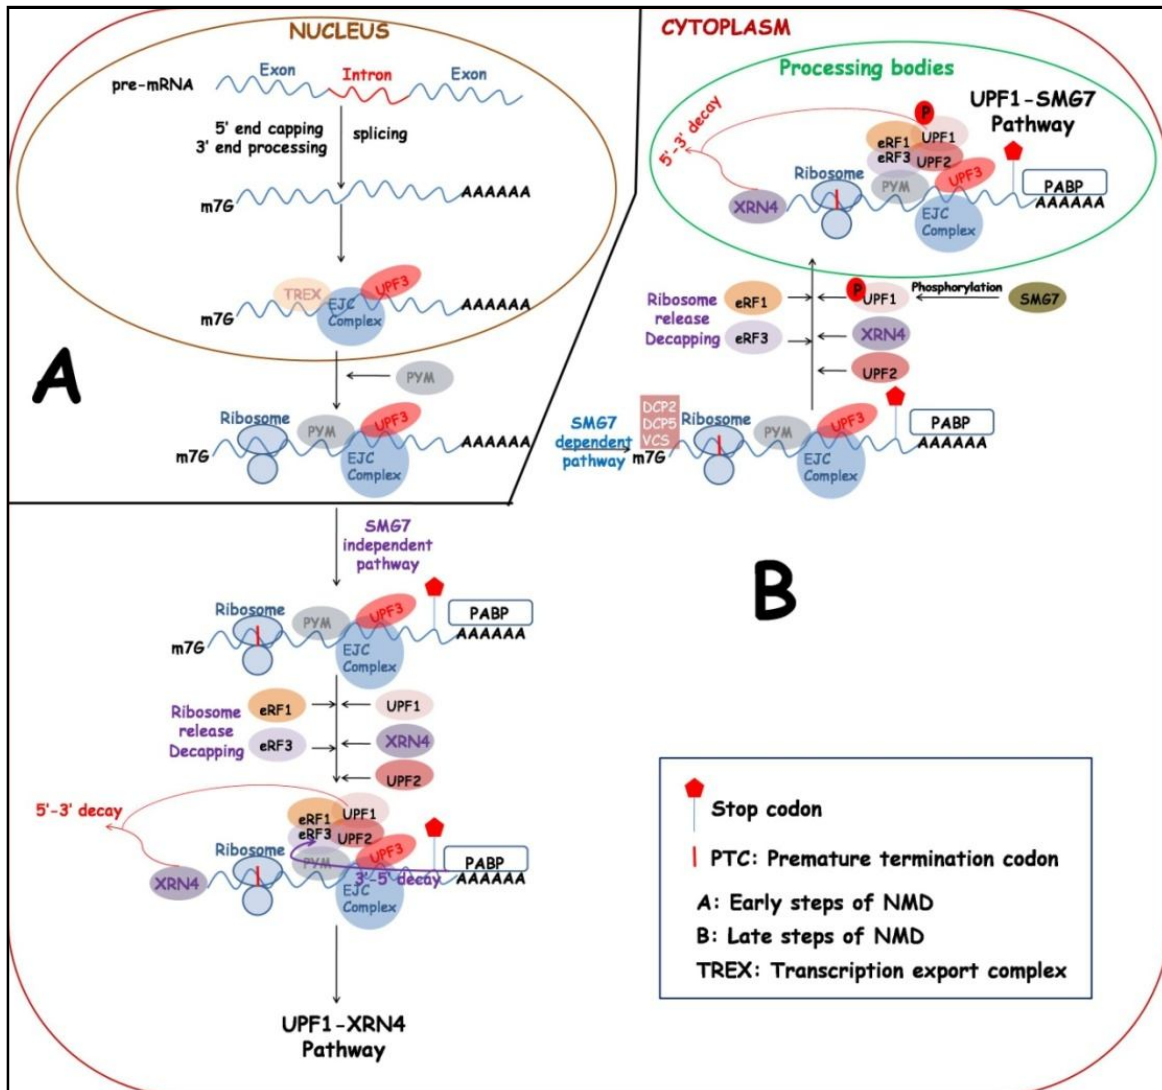 NUCLEUS
Exon
Intron
Exon
pre-mRNA
5' end capping
3' end processing
splicing
m7G
AAAAAA
TREX
EJC
Complex
UPF3
m7G
AAAAAA
A
PYM
Ribosome
PYM
UPF3
EJC
Complex
m7G
AAAAAA
CYTOPLASM
Processing bodies
UPF1-SMG7
Pathway
5'-3' decay
P
eRF1
UPF1
eRF3
UPF2
Ribosome
PYM
UPF3
XRN4
EJC
Complex
PABP
AAAAAA
Ribosome
release
Decapping
eRF1
eRF3
P
UPF1
Phosphorylation
SMG7
XRN4
UPF2
SMG7
dependent
pathway
DCP2
DCP5
VCS
m7G
Ribosome
PYM
UPF3
EJC
Complex
PABP
AAAAAA
B
SMG7
independent
pathway
Ribosome
PYM
UPF3
EJC
Complex
m7G
PABP
AAAAAA
Ribosome
release
Decapping
eRF1
eRF3
UPF1
XRN4
UPF2
5'-3' decay
eRF1
UPF1
eRF3
UPF2
Ribosome
PYM
UPF3
XRN4
3'-5' decay
EJC
Complex
PABP
AAAAAA
UPF1-XRN4
Pathway
Stop codon
PTC: Premature termination codon
A: Early steps of NMD
B: Late steps of NMD
TREX: Transcription export complex